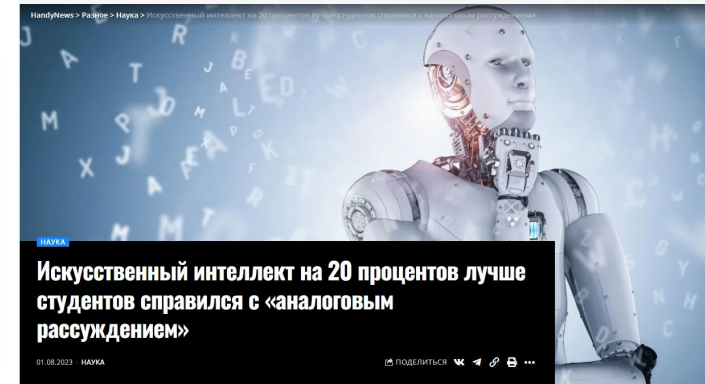 HandyNews > Разное > Наука > Искусственный интеллект на 20 процентов лучше студентов справился с «аналоговым рассуждением»
НАУКА
Искусственный интеллект на 20 процентов лучше
студентов справился с «аналоговым
рассуждением»
01.08.2023 · НАУКА
ПОДЕЛИТЬСЯ